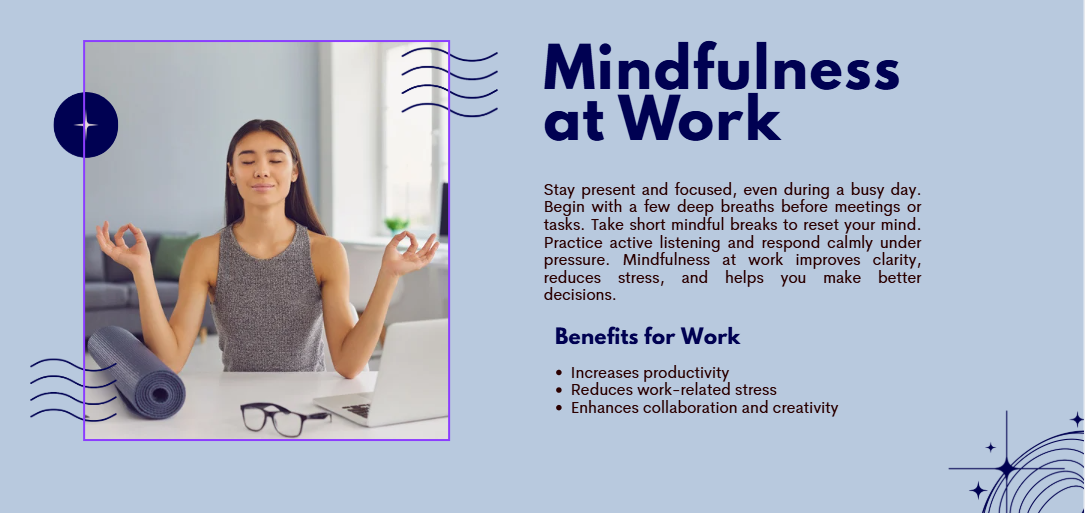 Mindfulness
at Work
Stay present and focused, even during a busy day.
Begin with a few deep breaths before meetings or
tasks. Take short mindful breaks to reset your mind.
Practice active listening and respond calmly under
pressure. Mindfulness at work improves clarity,
reduces stress, and helps you make better
decisions.
Benefits for Work
• Increases productivity
• Reduces work-related stress
• Enhances collaboration and creativity